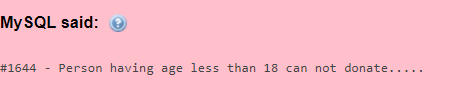 MySQL said:
#1644 - Person having age less than 18 can not donate.....